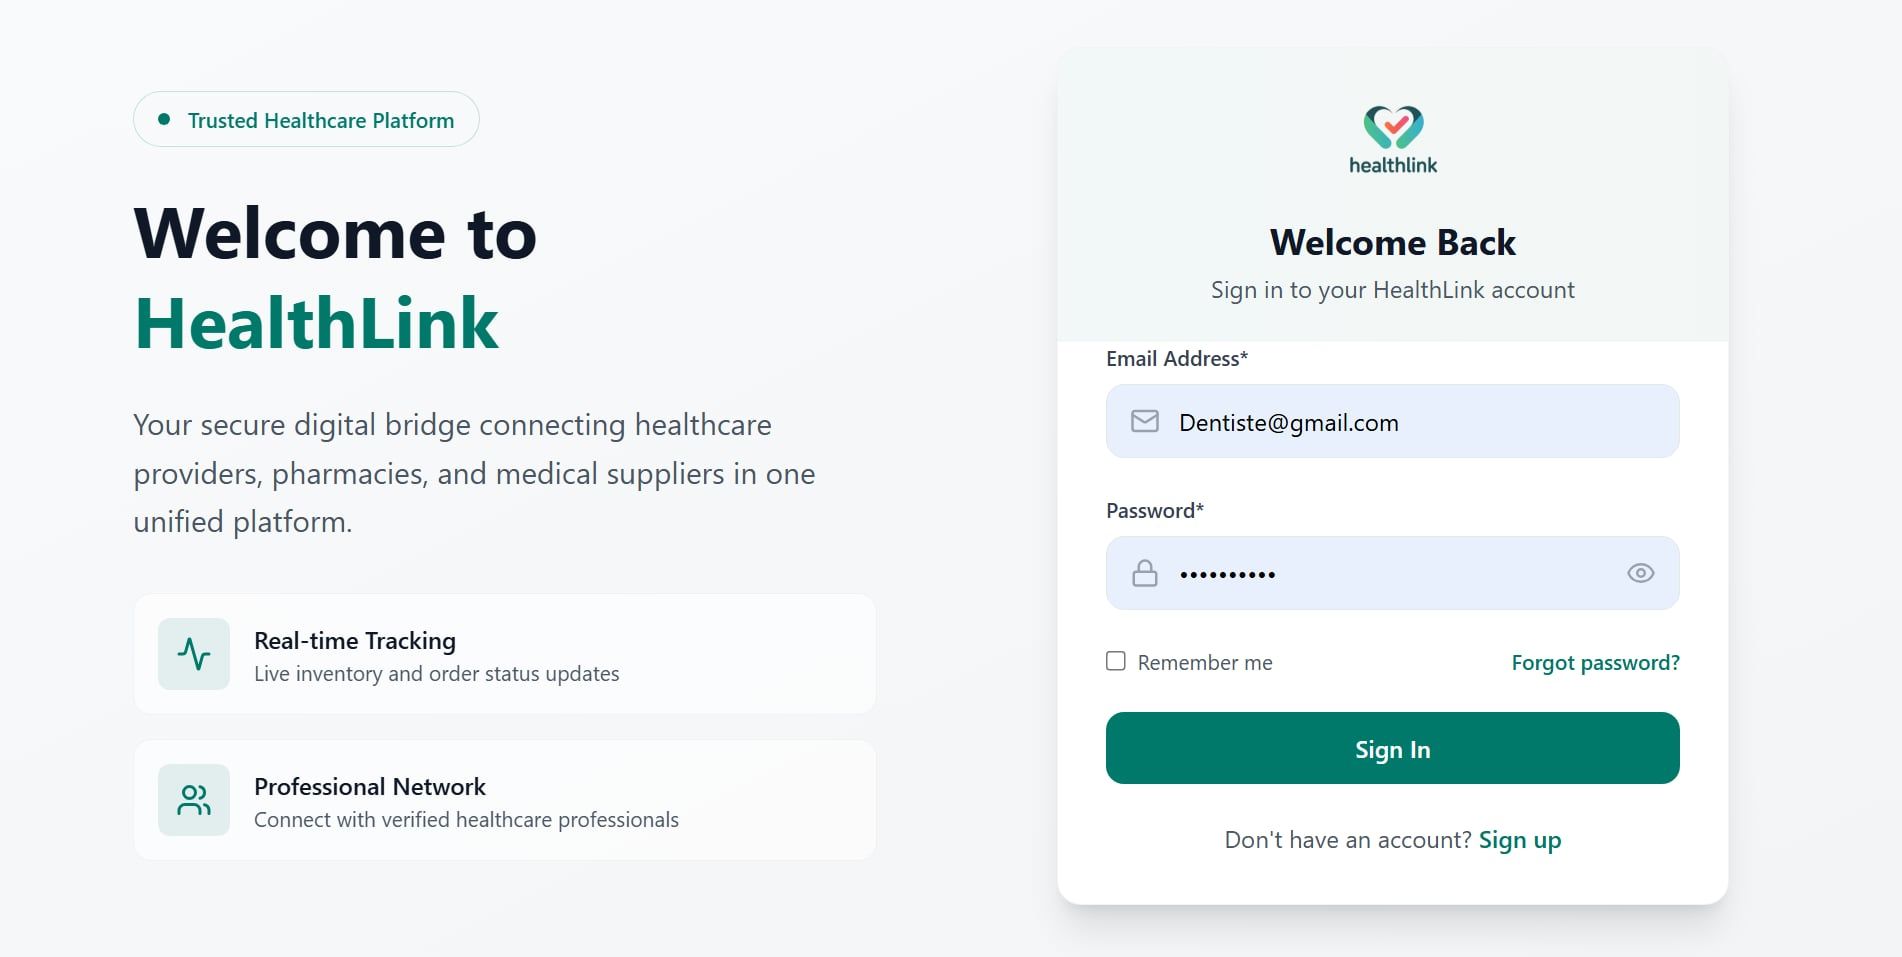 Trusted Healthcare Platform
Welcome to
HealthLink
Your secure digital bridge connecting healthcare
providers, pharmacies, and medical suppliers in one
unified platform.
Real-time Tracking
Live inventory and order status updates
Professional Network
Connect with verified healthcare professionals
healthlink
Welcome Back
Sign in to your HealthLink account
Email Address*
Dentiste@gmail.com
Password*
••••••••••
Remember me
Forgot password?
Sign In
Don't have an account? Sign up